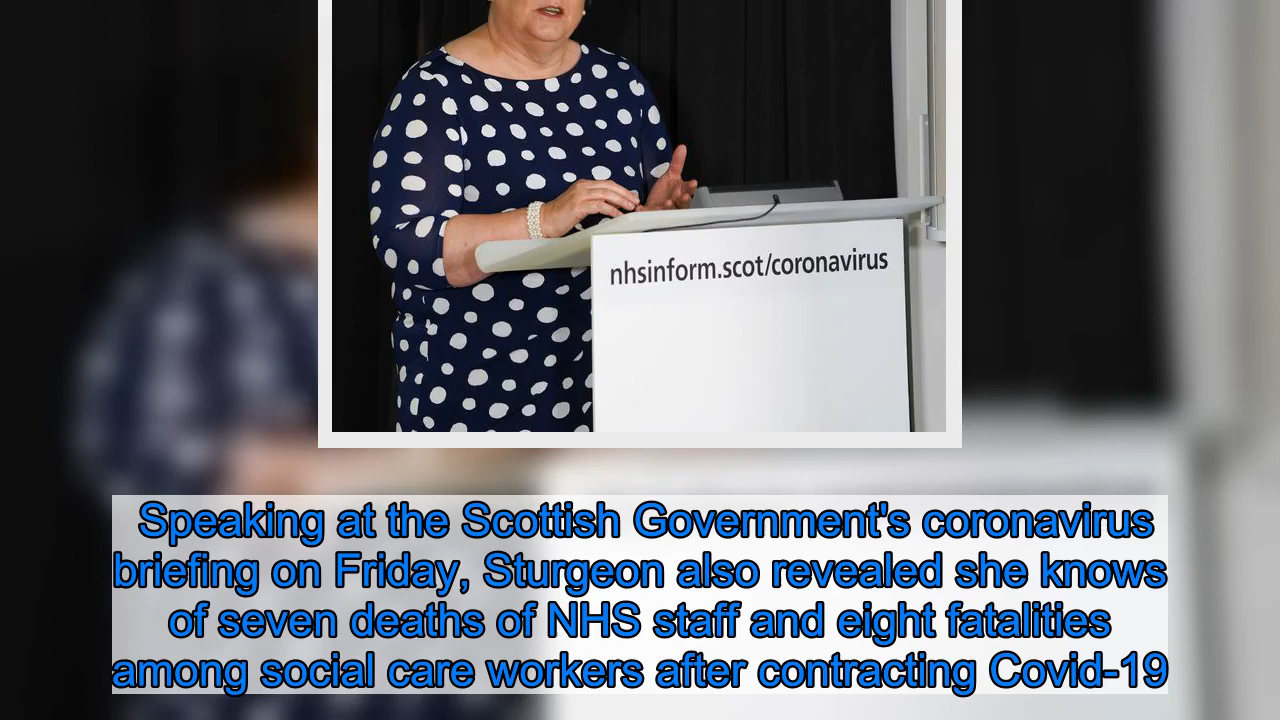 nhsinform.scot/coronavirus
Speaking at the Scottish Government's coronavirus
briefing on Friday, Sturgeon also revealed she knows
of seven deaths of NHS staff and eight fatalities
among social care workers after contracting Covid-19